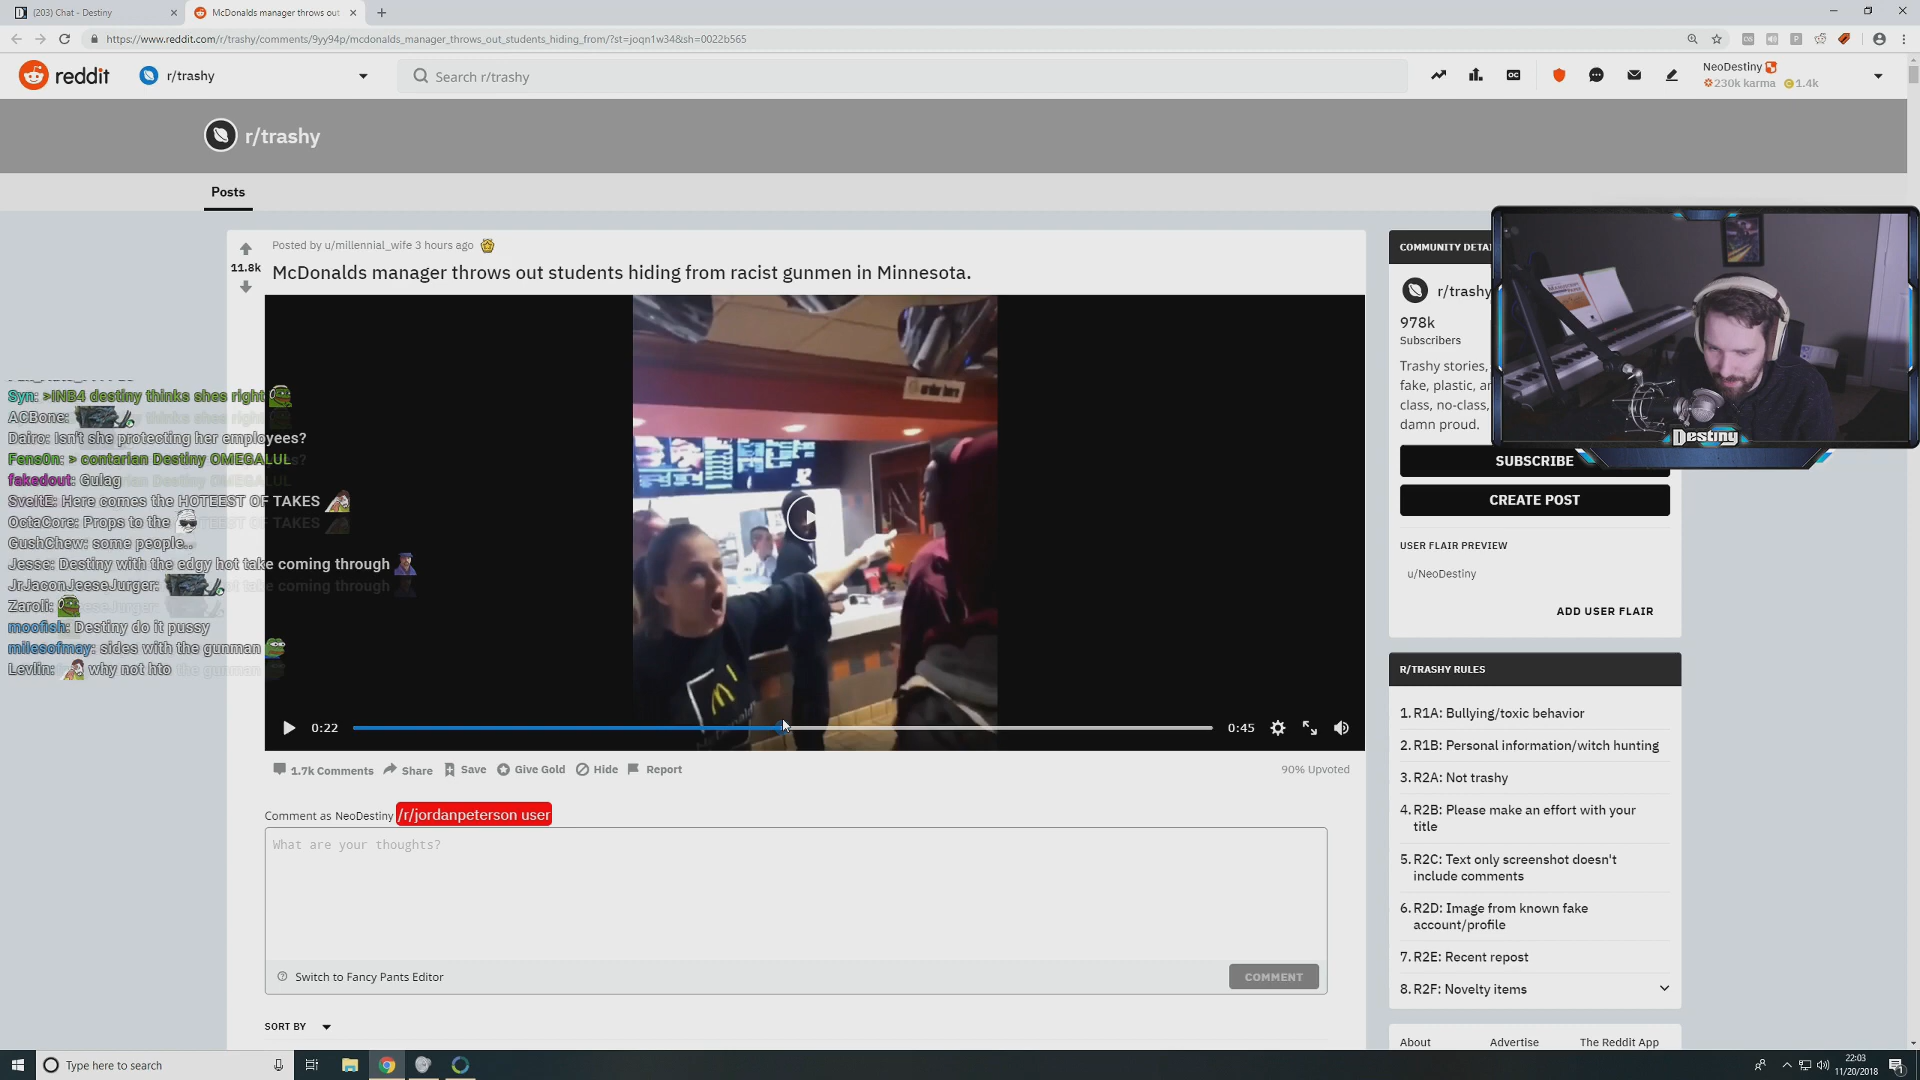 (203) Chat - Destiny
McDonalds manager throws out
https://www.reddit.com/r/trashy/comments/9yy94p/mcdonalds_manager_throws_out_students_hiding_from/?st=joqn1w34&sh=0022b565
reddit
r/trashy
Search r/trashy
NeoDestiny
230k karma 1.4k
r/trashy
Posts
Posted by u/millennial_wife 3 hours ago
11.8k
McDonalds manager throws out students hiding from racist gunmen in Minnesota.
order here
Syn: >INB4 destiny thinks shes right
ACBone:
Dairo: Isn't she protecting her employees?
Fens0n: > contarian Destiny OMEGALUL
fakedout: Gulag
SveltE: Here comes the HOTEEST OF TAKES
OctaCore: Props to the
GushChew: some people..
Jesse: Destiny with the edgy hot take coming through
JrJaconJeeseJurger:
Zaroli:
moofish: Destiny do it pussy
milesofmay: sides with the gunman
Levlin: why not hto
0:22
0:45
1.7k Comments
Share
Save
Give Gold
Hide
Report
90% Upvoted
Comment as NeoDestiny /r/jordanpeterson user
What are your thoughts?
Switch to Fancy Pants Editor
COMMENT
SORT BY
COMMUNITY DETA
r/trashy
978k
Subscribers
Trashy stories,
fake, plastic,
class, no-class,
damn proud.
Destiny
SUBSCRIBE
CREATE POST
USER FLAIR PREVIEW
u/NeoDestiny
ADD USER FLAIR
R/TRASHY RULES
1. R1A: Bullying/toxic behavior
2. R1B: Personal information/witch hunting
3. R2A: Not trashy
4. R2B: Please make an effort with your
title
5. R2C: Text only screenshot doesn't
include comments
6. R2D: Image from known fake
account/profile
7. R2E: Recent repost
8. R2F: Novelty items
About
Advertise
The Reddit App
Type here to search
22:03
11/20/2018